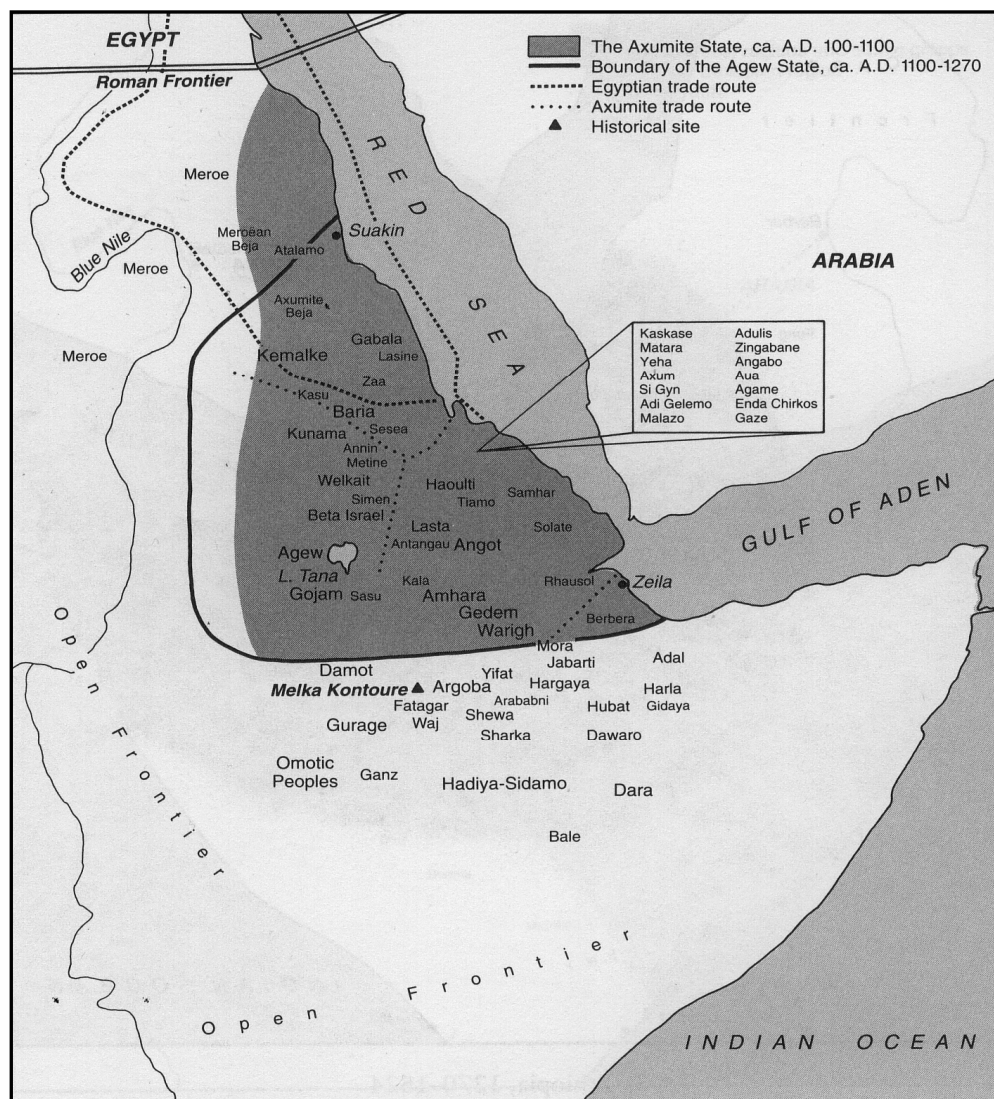 EGYPT
Roman Frontier
The Axumite State, ca. A.D. 100-1100
Boundary of the Agew State, ca. A.D. 1100-1270
Egyptian trade route
Axumite trade route
Historical site
RED SEA
Meroe
Meroëan
Beja
Atalamo
Suakin
Blue Nile
Meroe
ARABIA
Axumite
Beja
Meroe
Gabala
Lasine
Kemalke
Zaa
Kasu
Baria
Kunama
Sesea
Annin
Metine
Welkait
Simen
Beta Israel
Haoulti
Tiamo
Samhar
Lasta
Solate
Antangau
Angot
Agew
L. Tana
Gojam
Sasu
Kala
Amhara
Rhausol
Zeila
Gedem
Warigh
Berbera
Kaskase Adulis
Matara Zingabane
Yeha Angabo
Axum Aua
Si Gyn Agame
Adi Gelemo Enda Chirkos
Malazo Gaze
GULF OF ADEN
Mora
Jabarti
Adal
Damot
Yifat
Melka Kontoure
Argoba
Hargaya
Harla
Fatagar
Arababni
Hubat
Gidaya
Waj
Shewa
Gurage
Sharka
Dawaro
Omotic
Peoples
Ganz
Hadiya-Sidamo
Dara
Bale
Open Frontier
Open Frontier
INDIAN OCEAN